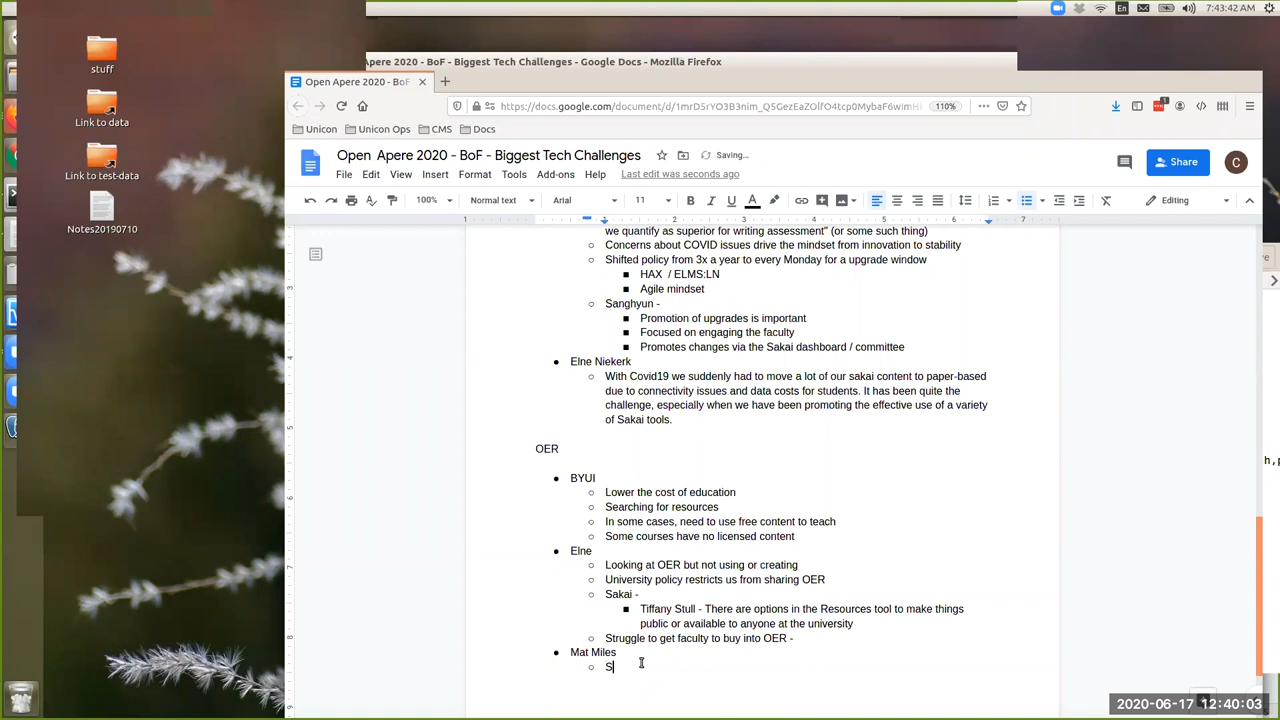 En
7:43:42 AM
stuff
Link to data
Link to test-data
Notes20190710
Apere 2020 - BoF - Biggest Tech Challenges - Google Docs - Mozilla Firefox
Open Apere 2020 - BoF
110%
Unicon
Unicon Ops
CMS
Docs
Open Apere 2020 - BoF - Biggest Tech Challenges
Saving...
Share
C
File Edit View Insert Format Tools Add-ons Help Last edit was seconds ago
100% Normal text Arial 11 B I U A Editing
1 1 2 3 4 5 6 7
we quantify as superior for writing assessment" (or some such thing)
Concerns about COVID issues drive the mindset from innovation to stability
Shifted policy from 3x a year to every Monday for a upgrade window
HAX / ELMS:LN
Agile mindset
Sanghyun -
Promotion of upgrades is important
Focused on engaging the faculty
Promotes changes via the Sakai dashboard / committee
Elne Niekerk
With Covid19 we suddenly had to move a lot of our sakai content to paper-based
due to connectivity issues and data costs for students. It has been quite the
challenge, especially when we have been promoting the effective use of a variety
of Sakai tools.
OER
BYUI
Lower the cost of education
Searching for resources
In some cases, need to use free content to teach
Some courses have no licensed content
Elne
Looking at OER but not using or creating
University policy restricts us from sharing OER
Sakai -
Tiffany Stull - There are options in the Resources tool to make things
public or available to anyone at the university
Struggle to get faculty to buy into OER -
Mat Miles
S
2020-06-17 12:40:03